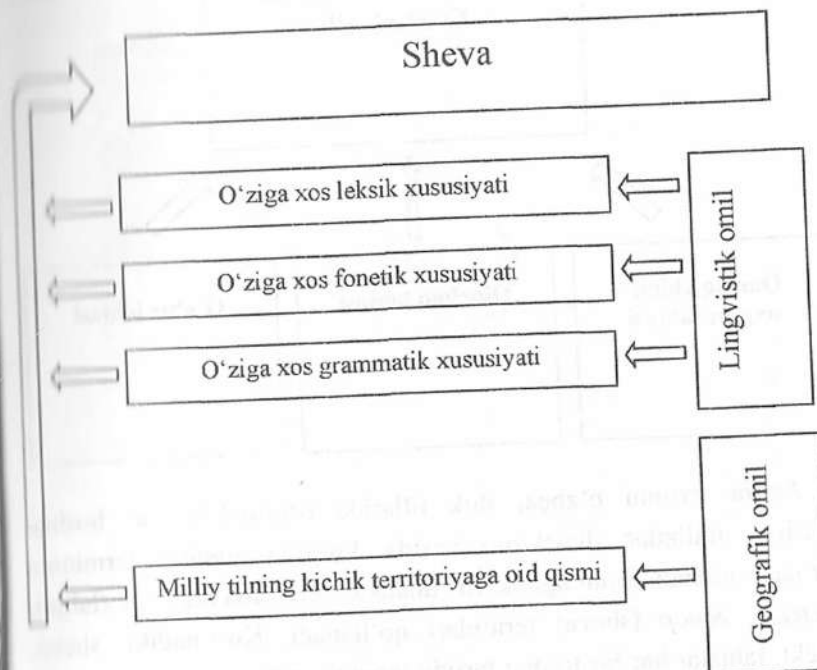 Sheva
O‘ziga xos leksik xususiyati
O‘ziga xos fonetik xususiyati
O‘ziga xos grammatik xususiyati
Lingvistik omil
Milliy tilning kichik territoriyaga oid qismi
Geografik omil